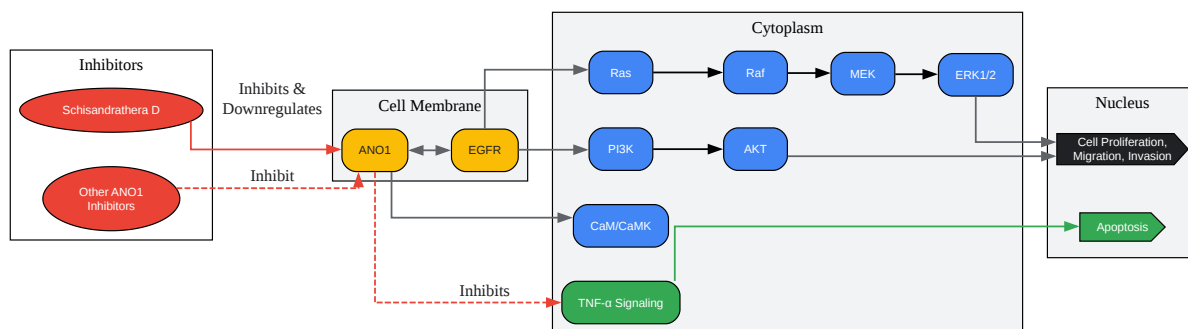 Inhibitors
Schisandrathera D
Other ANO1
Inhibitors
Inhibits &
Downregulates
Inhibit
Cell Membrane
ANO1
EGFR
Inhibits
Cytoplasm
Ras
Raf
MEK
ERK1/2
PI3K
AKT
CaM/CaMK
TNF-α Signaling
Nucleus
Cell Proliferation,
Migration, Invasion
Apoptosis